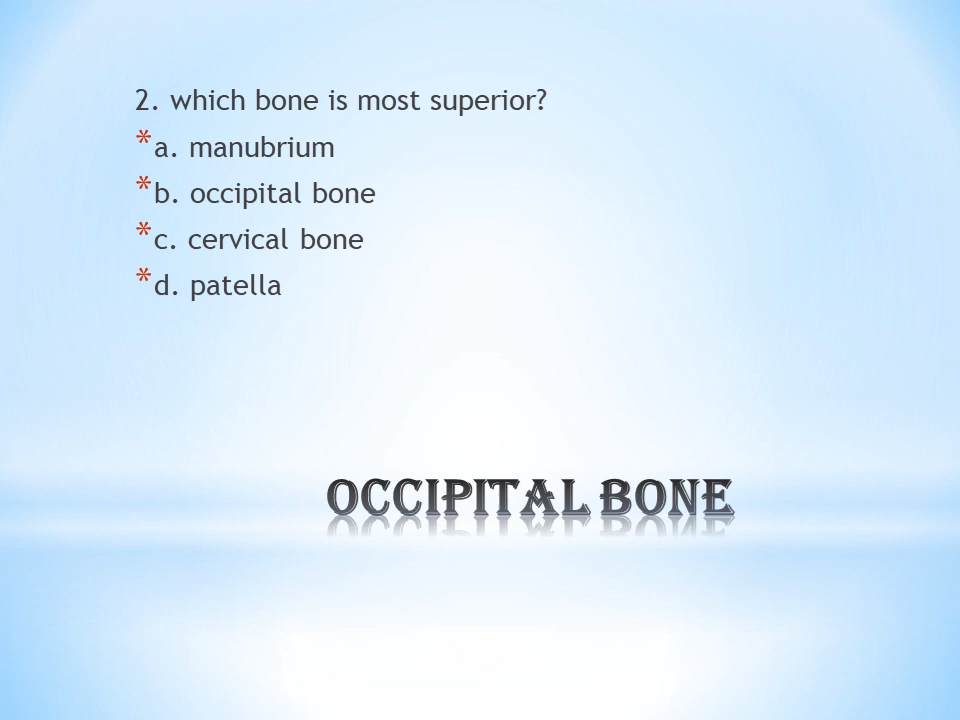 2. which bone is most superior?
* a. manubrium
* b. occipital bone
* c. cervical bone
* d. patella
OCCIPITAL BONE